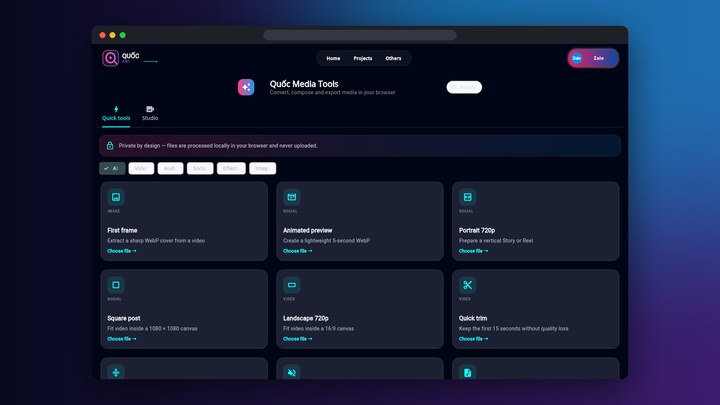 quốc
Home
Projects
Others
Zalo
Zalo
Quốc Media Tools
Convert, compose and export media in your browser
Quick tools
Studio
Private by design — files are processed locally in your browser and never uploaded.
IMAGE
First frame
Extract a sharp WebP cover from a video
Choose file →
SOCIAL
Animated preview
Create a lightweight 5-second WebP
Choose file →
SOCIAL
Portrait 720p
Prepare a vertical Story or Reel
Choose file →
SOCIAL
Square post
Fit video inside a 1080 × 1080 canvas
Choose file →
VIDEO
Landscape 720p
Fit video inside a 16:9 canvas
Choose file →
VIDEO
Quick trim
Keep the first 15 seconds without quality loss
Choose file →